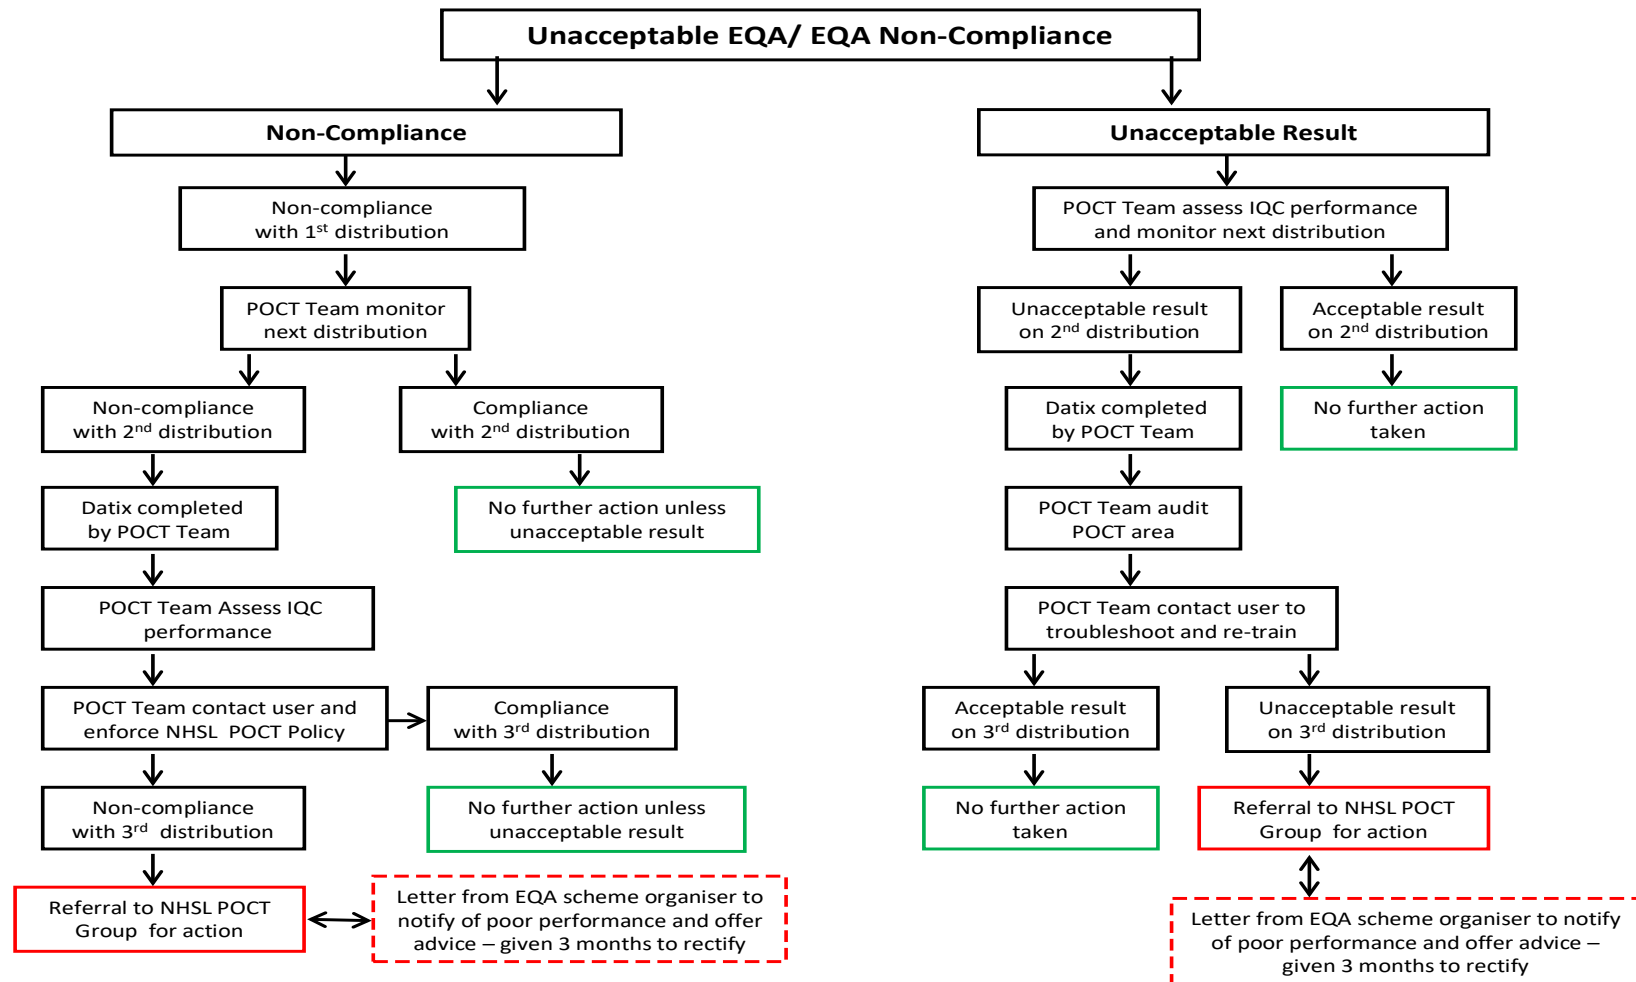 Unacceptable EQA/ EQA Non-Compliance
Non-Compliance
Non-compliance
with 1st distribution
POCT Team monitor
next distribution
Non-compliance
with 2nd distribution
Compliance
with 2nd distribution
Datix completed
by POCT Team
No further action unless
unacceptable result
POCT Team Assess IQC
performance
POCT Team contact user and
enforce NHSL  POCT Policy
Compliance
with 3rd distribution
Non-compliance
with 3rd  distribution
No further action unless
unacceptable result
Referral to NHSL POCT
Group  for action
Letter from EQA scheme organiser to
notify of poor performance and offer
advice – given 3 months to rectify
Unacceptable Result
POCT Team assess IQC performance
and monitor next distribution
Unacceptable result
on 2nd distribution
Acceptable result
on 2nd distribution
Datix completed
by POCT Team
No further action
taken
POCT Team audit
POCT area
POCT Team contact user to
troubleshoot and re-train
Acceptable result
on 3rd distribution
Unacceptable result
on 3rd distribution
No further action
taken
Referral to NHSL POCT
Group  for action
Letter from EQA scheme organiser to notify
of poor performance and offer advice –
given 3 months to rectify